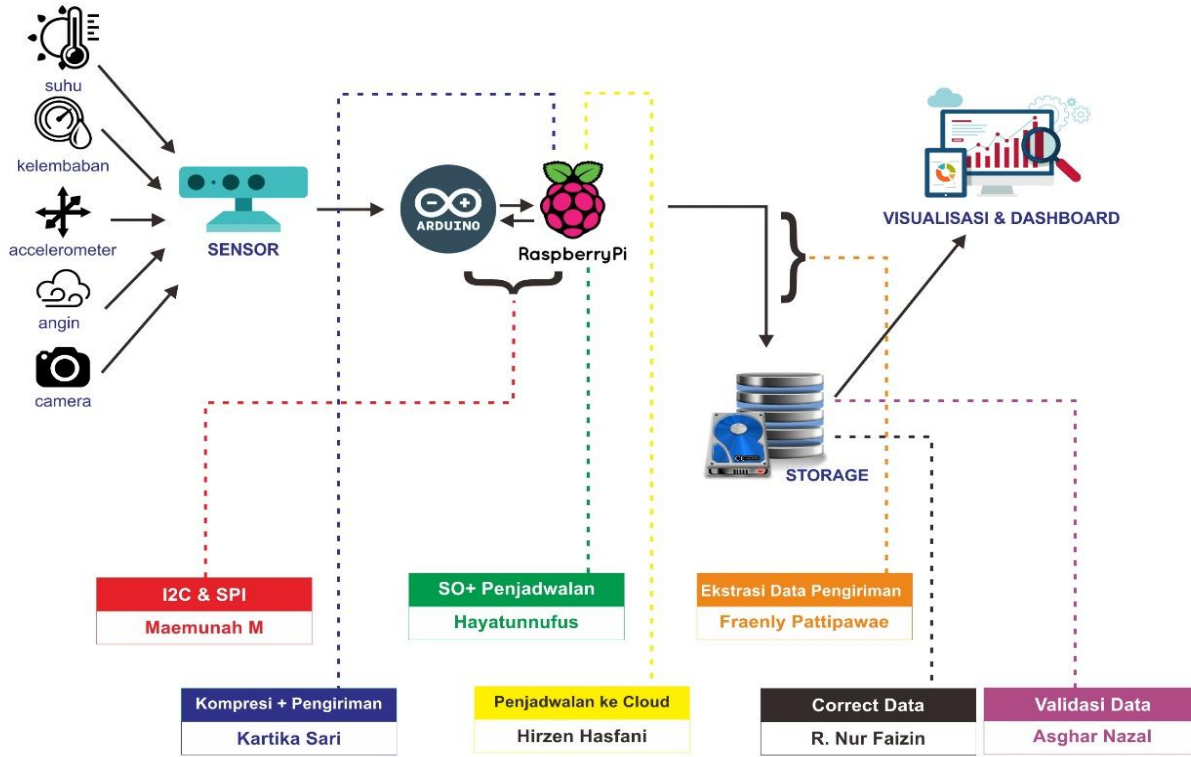 suhu
kelembaban
accelerometer
angin
camera
SENSOR
ARDUINO
RaspberryPi
VISUALISASI & DASHBOARD
STORAGE
I2C & SPI
Maemunah M
SO+ Penjadwalan
Hayatunnufus
Ekstrasi Data Pengiriman
Fraenly Pattipawae
Kompresi + Pengiriman
Kartika Sari
Penjadwalan ke Cloud
Hirzen Hasfani
Correct Data
R. Nur Faizin
Validasi Data
Asghar Nazal